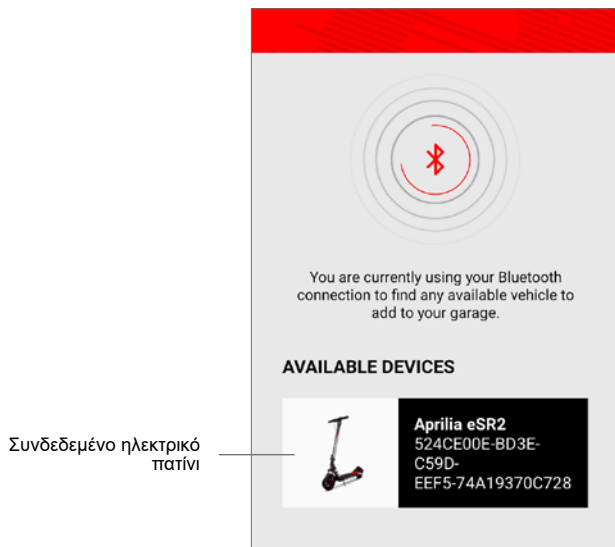 You are currently using your Bluetooth
connection to find any available vehicle to
add to your garage.
AVAILABLE DEVICES
Συνδεδεμένο ηλεκτρικό
πατίνι
Aprilia eSR2
524CE00E-BD3E-
C59D-
EEF5-74A19370C728